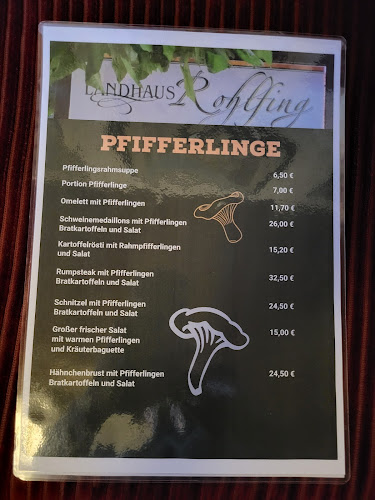 LANDHAUS Rohlfing
PFIFFERLINGE
Pfifferlingsrahmsuppe 6,50 €
Portion Pfifferlinge 7,00 €
Omelett mit Pfifferlingen 11,70 €
Schweinemedaillons mit Pfifferlingen 26,00 €
Bratkartoffeln und Salat
Kartoffelrösti mit Rahmpfifferlingen 15,20 €
und Salat
Rumpsteak mit Pfifferlingen 32,50 €
Bratkartoffeln und Salat
Schnitzel mit Pfifferlingen 24,50 €
Bratkartoffeln und Salat
Großer frischer Salat 15,00 €
mit warmen Pfifferlingen
und Kräuterbaguette
Hähnchenbrust mit Pfifferlingen 24,50 €
Bratkartoffeln und Salat